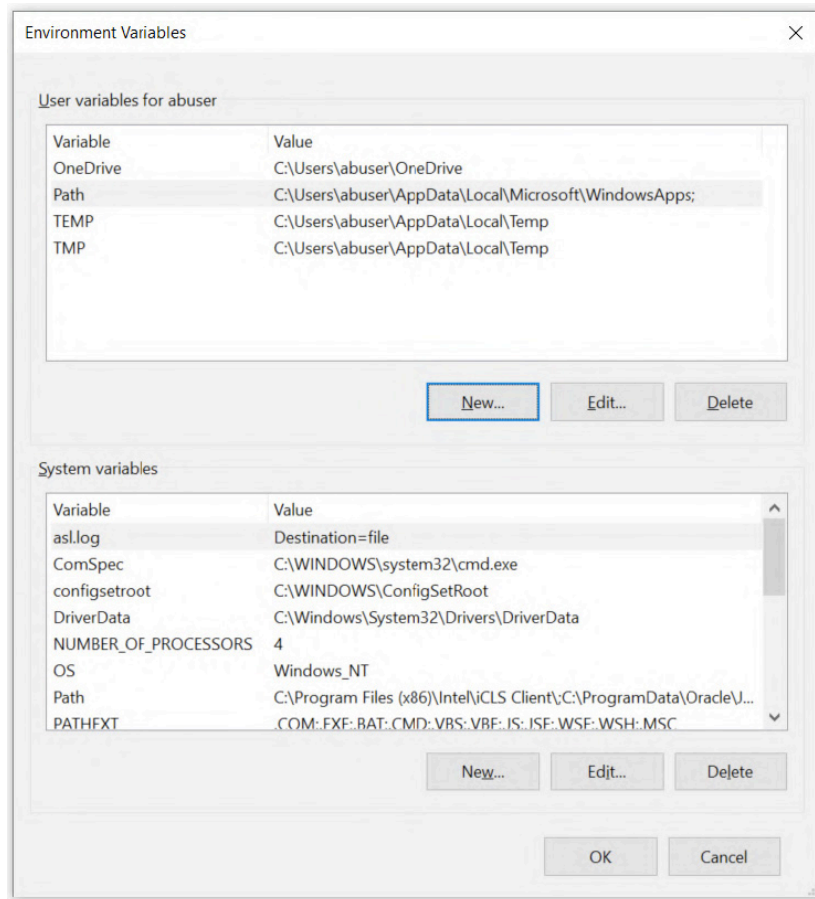 Environment Variables
User variables for abuser
Variable Value
OneDrive C:\Users\abuser\OneDrive
Path C:\Users\abuser\AppData\Local\Microsoft\WindowsApps;
TEMP C:\Users\abuser\AppData\Local\Temp
TMP C:\Users\abuser\AppData\Local\Temp
New... Edit... Delete
System variables
Variable Value
asl.log Destination=file
ComSpec C:\WINDOWS\system32\cmd.exe
configsetroot C:\WINDOWS\ConfigSetRoot
DriverData C:\Windows\System32\Drivers\DriverData
NUMBER_OF_PROCESSORS 4
OS Windows_NT
Path C:\Program Files (x86)\Intel\iCLS Client\;C:\ProgramData\Oracle\J...
PATHEXT .COM;.EXE;.BAT;.CMD;.VBS;.VBE;.JS;.JSE;.WSF;.WSH;.MSC
New... Edit... Delete
OK Cancel